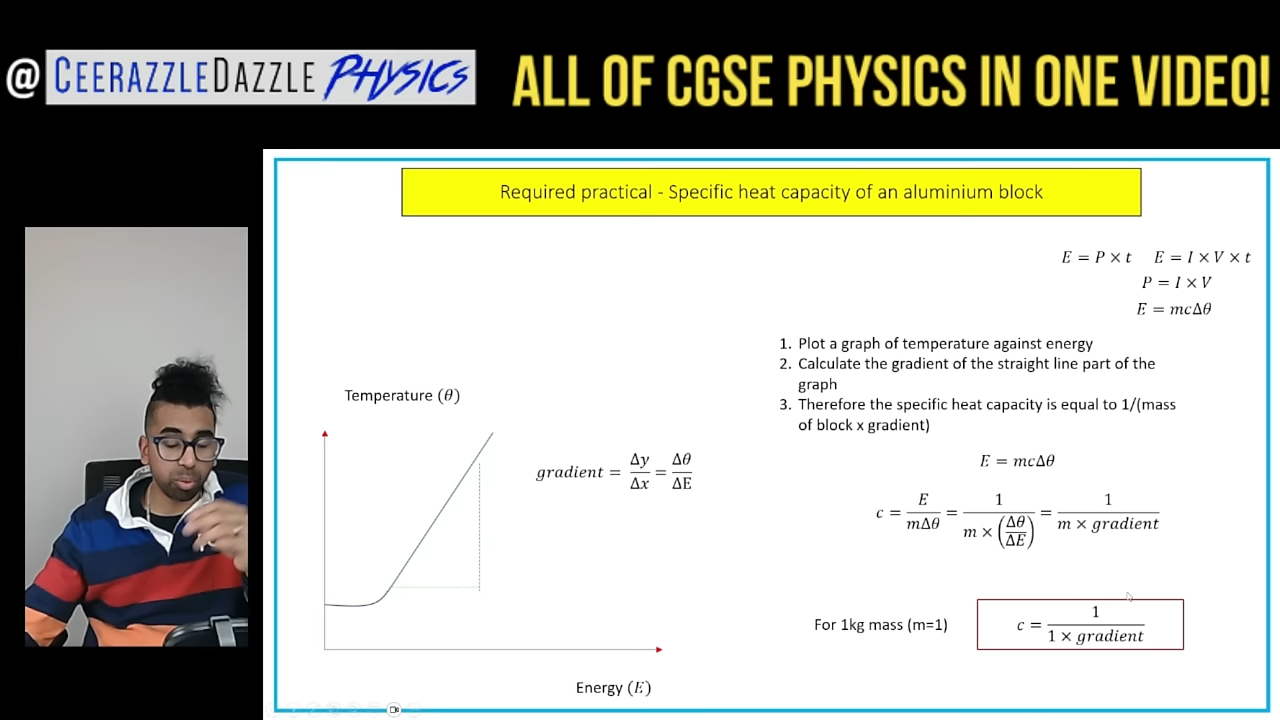 @ CEERAZZLEDAZZLE PHYSICS
ALL OF CGSE PHYSICS IN ONE VIDEO!
Required practical - Specific heat capacity of an aluminium block
E = P × t E = I × V × t
P = I × V
E = mcΔθ
1. Plot a graph of temperature against energy
2. Calculate the gradient of the straight line part of the
graph
3. Therefore the specific heat capacity is equal to 1/(mass
of block x gradient)
Temperature (θ)
gradient = Δy/Δx = Δθ/ΔE
E = mcΔθ
c = E/mΔθ = 1/m × (Δθ/ΔE) = 1/m × gradient
For 1kg mass (m=1)
c = 1/1 × gradient
Energy (E)